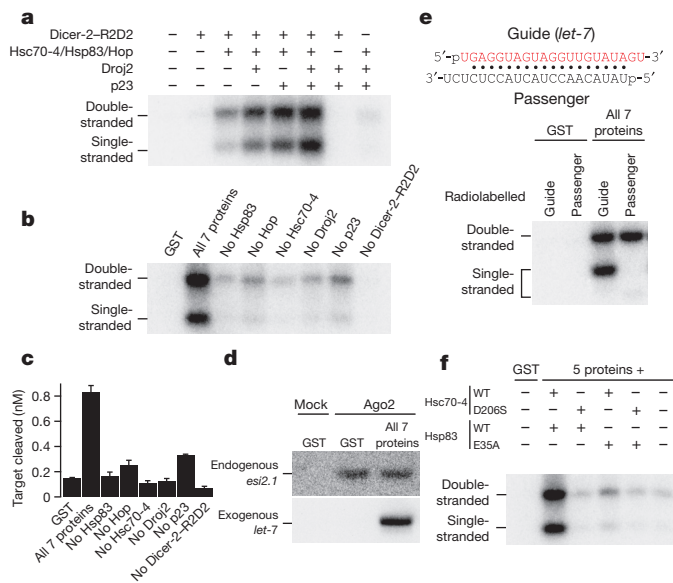 a
Dicer-2–R2D2
– + + + + + + –
Hsc70-4/Hsp83/Hop
– – + + + + – +
Droj2
– – – + – + + +
p23
– – – – + + + +
Double-
stranded
Single-
stranded
b
GST
All 7 proteins
No Hsp83
No Hop
No Hsc70-4
No Droj2
No p23
No Dicer-2–R2D2
Double-
stranded
Single-
stranded
c
Target cleaved (nM)
0.8
0.6
0.4
0.2
0
GST
All 7 proteins
No Hsp83
No Hop
No Hsc70-4
No Droj2
No p23
No Dicer-2–R2D2
d
Mock
Ago2
GST
GST
All 7
proteins
Endogenous
esi2.1
Exogenous
let-7
e
Guide (let-7)
5′-pUGAGGUAGUAGGUUGUAUAGU-3′
3′-UCUCUCCAUCAUCCAACAUAUp-5′
Passenger
GST
All 7
proteins
Radiolabelled
Guide
Passenger
Guide
Passenger
Double-
stranded
Single-
stranded
f
GST
5 proteins +
Hsc70-4
WT
– + – + – –
D206S
– – + – + –
Hsp83
WT
– + + – – –
E35A
– – – + + –
Double-
stranded
Single-
stranded